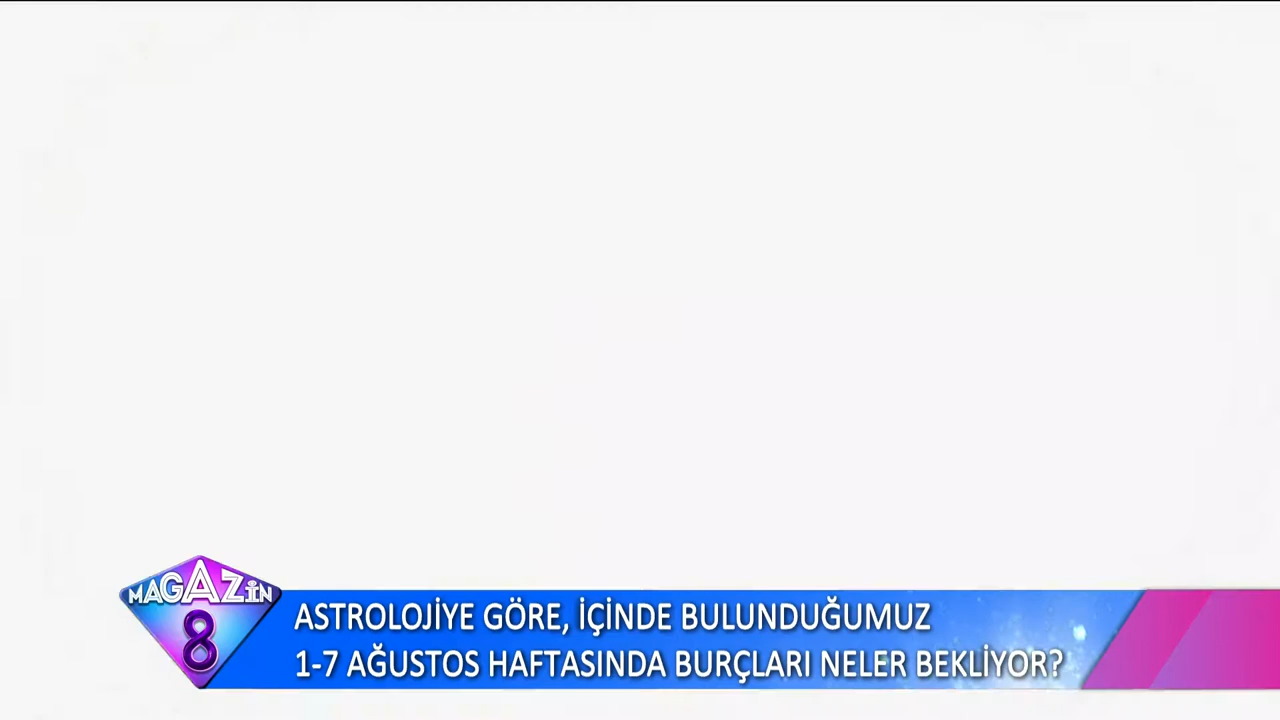 MAGAZİN
8
ASTROLOJİYE GÖRE, İÇİNDE BULUNDUĞUMUZ
1-7 AĞUSTOS HAFTASINDA BURÇLARI NELER BEKLİYOR?